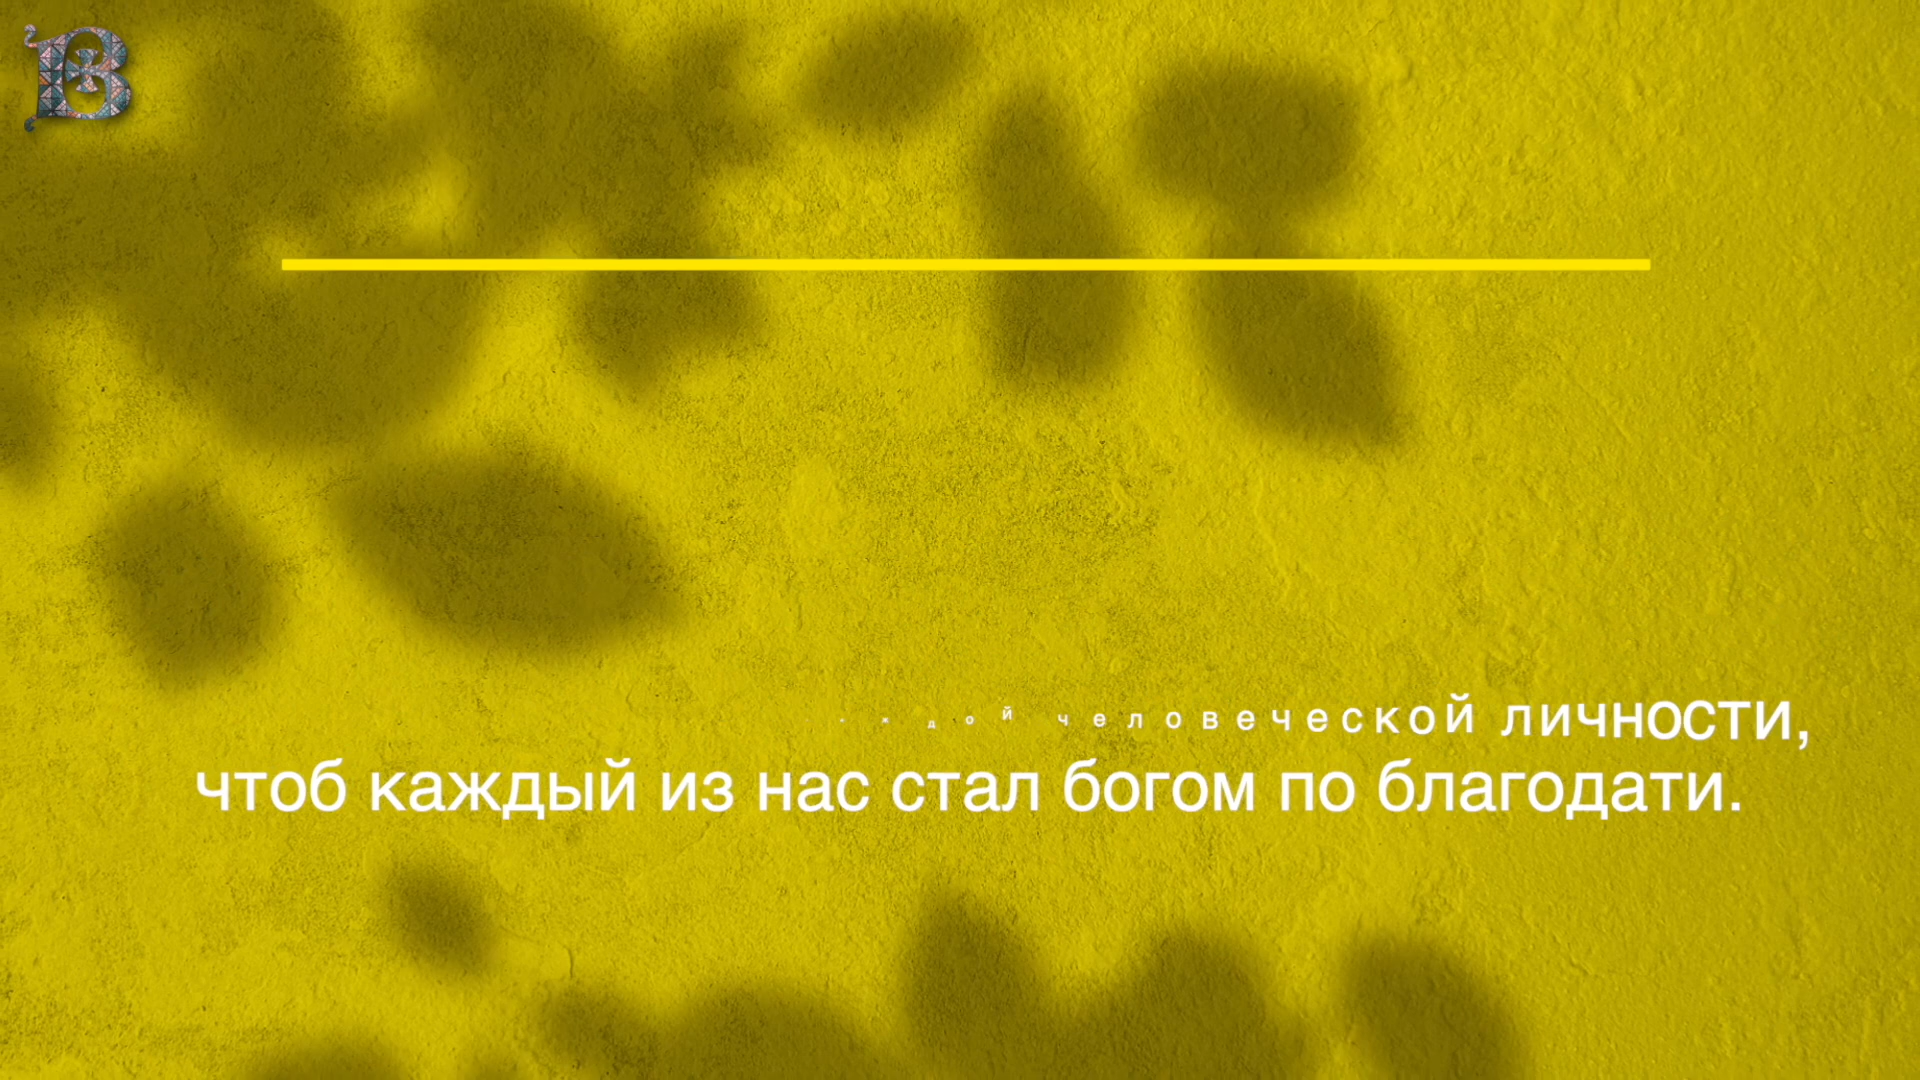 человеческой личности,
чтоб каждый из нас стал богом по благодати.